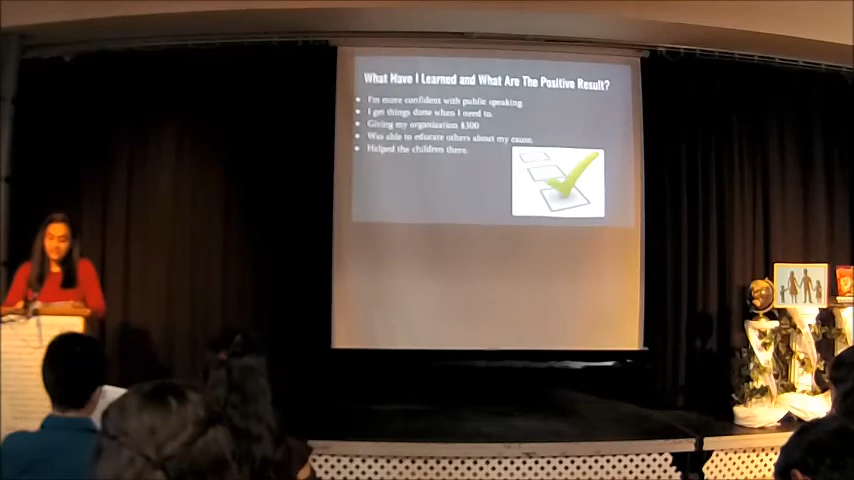 What Have I Learned and What Are The Positive Result?
I'm more confident with public speaking.
I get things done when I need to.
Giving my organization $300
Was able to educate others about my cause.
Helped the children there.